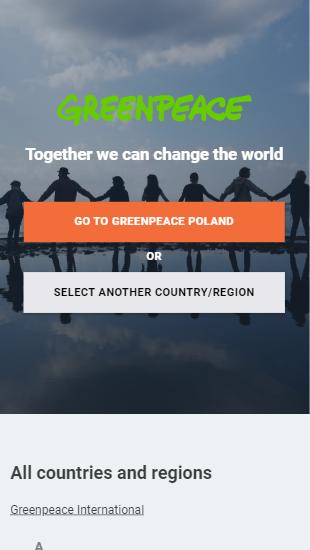 GREENPEACE
Together we can change the world
GO TO GREENPEACE POLAND
OR
SELECT ANOTHER COUNTRY/REGION
All countries and regions
Greenpeace International
A